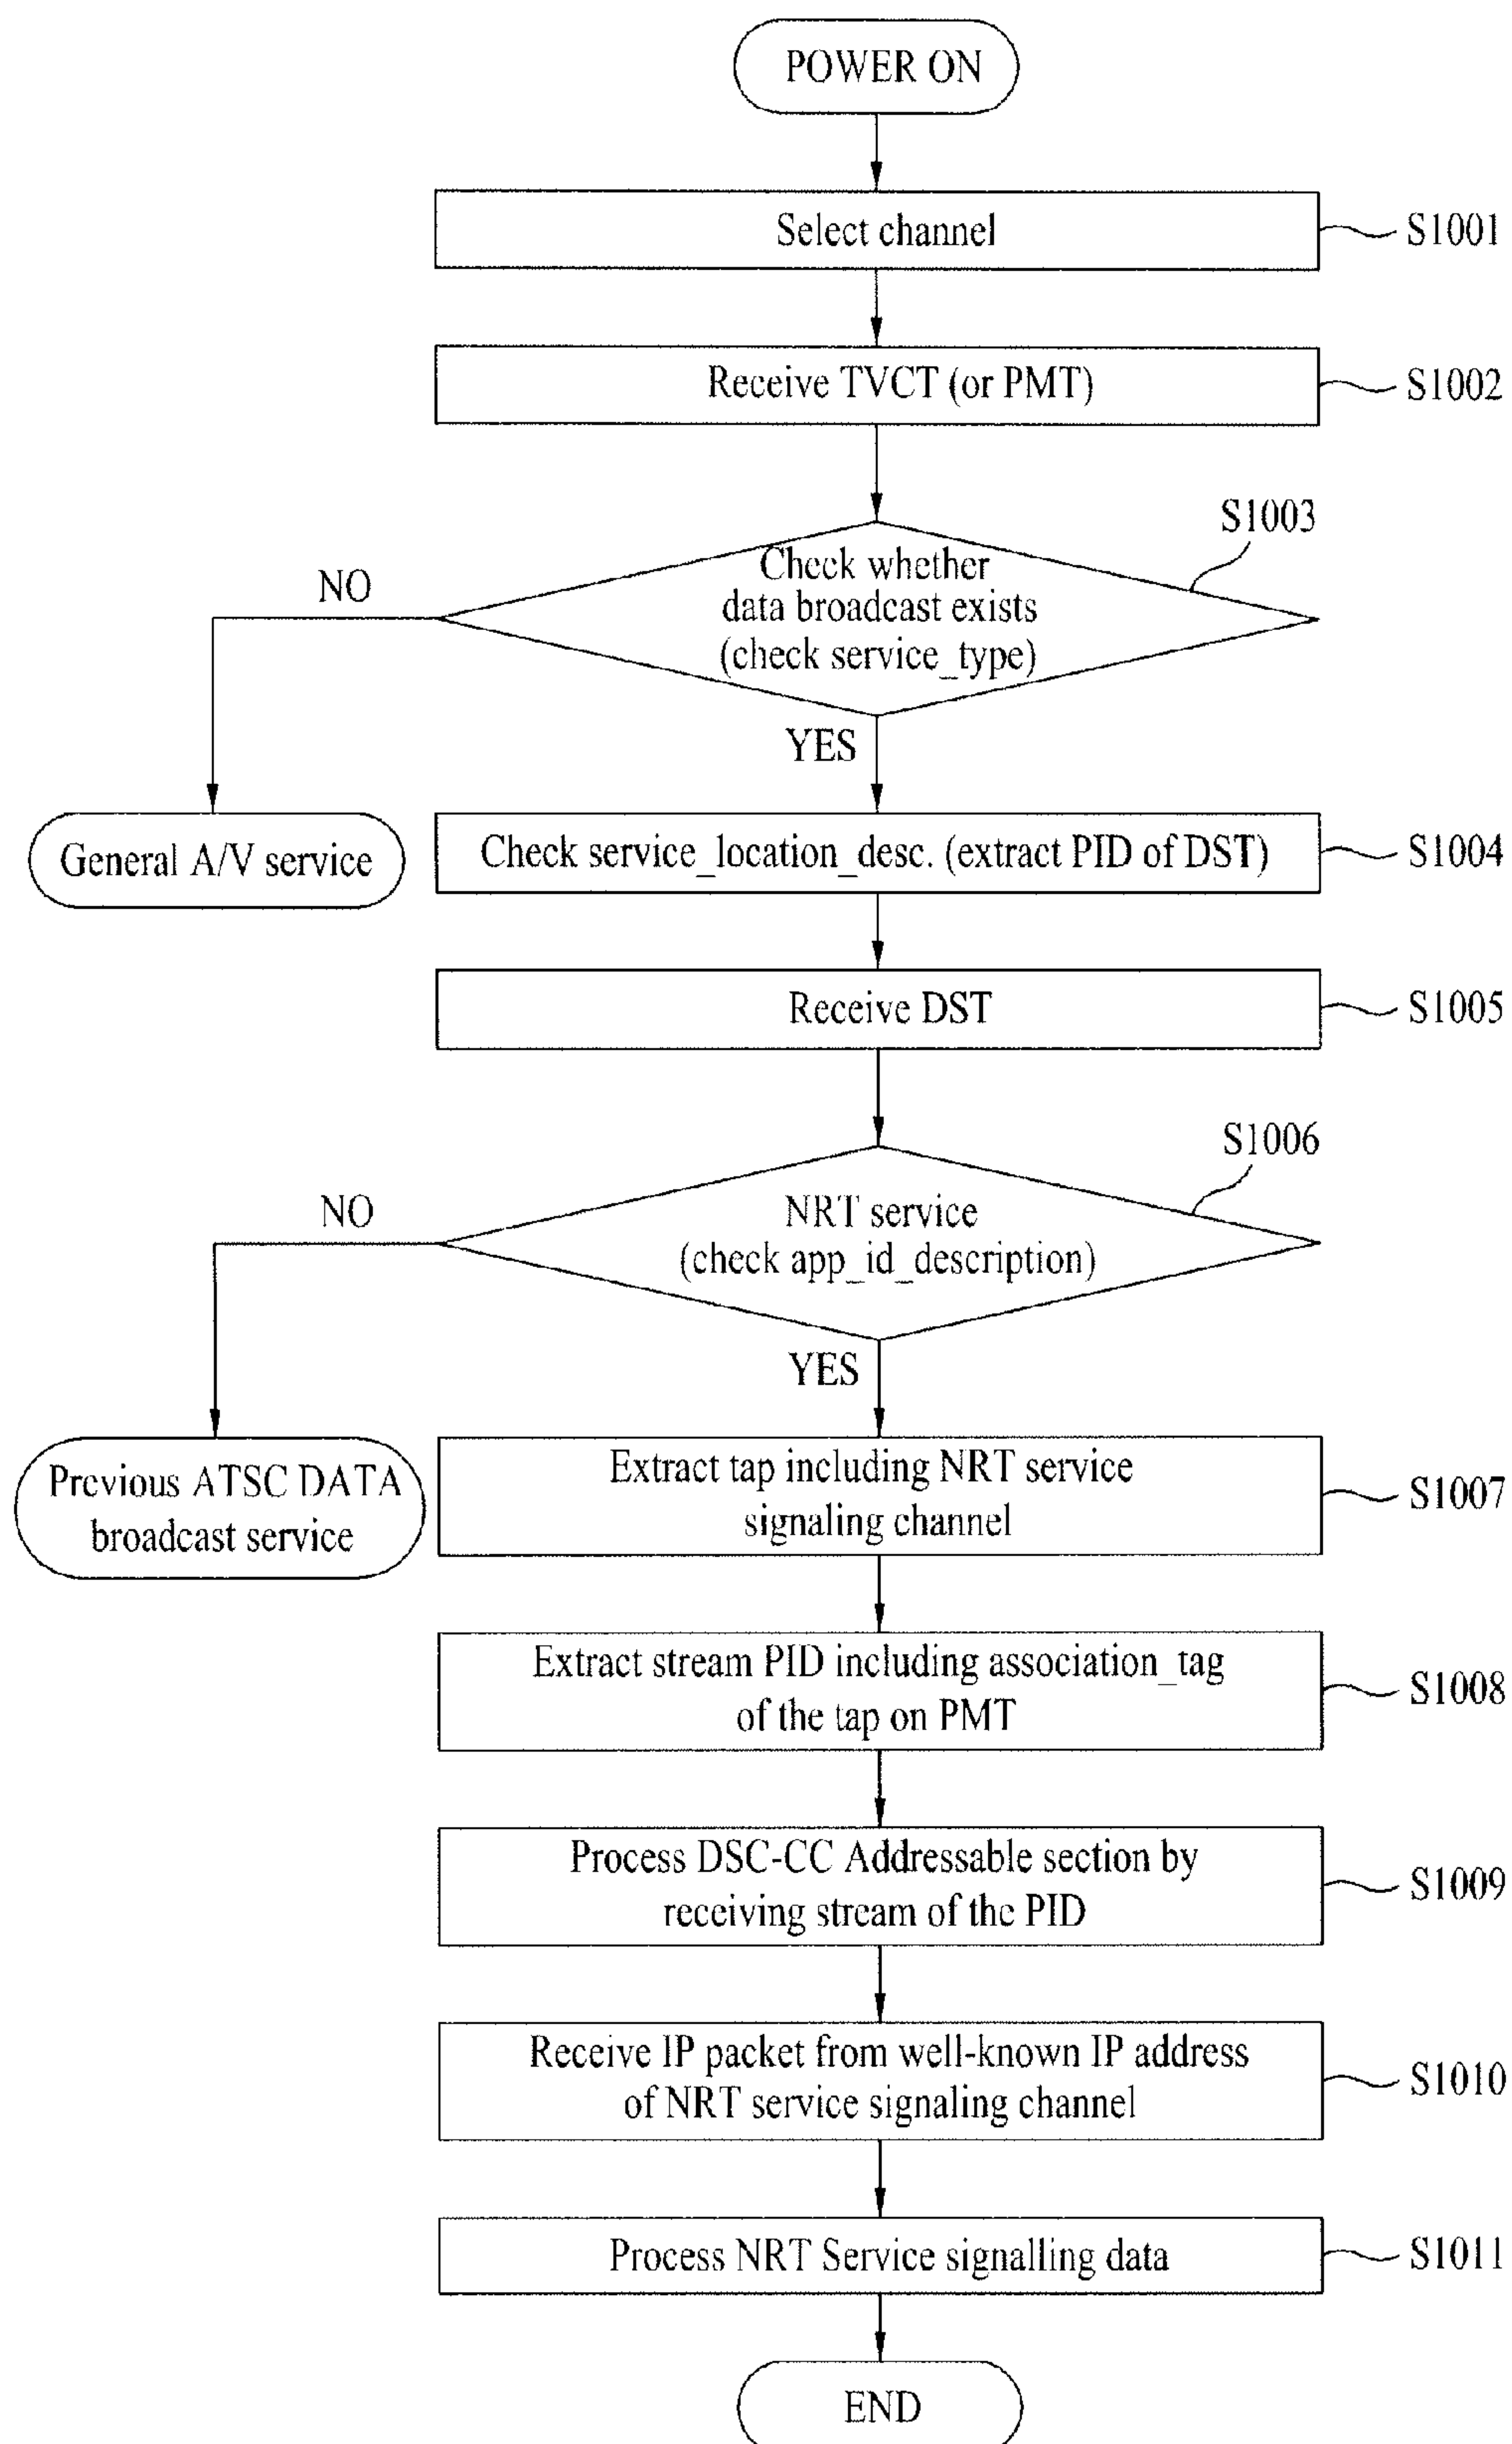 POWER ON
Select channel
S1001
Receive TVCT (or PMT)
S1002
S1003
Check whether
data broadcast exists
(check service_type)
NO
YES
General A/V service
Check service_location_desc. (extract PID of DST)
S1004
Receive DST
S1005
S1006
NRT service
(check app_id_description)
NO
YES
Previous ATSC DATA
broadcast service
Extract tap including NRT service
signaling channel
S1007
Extract stream PID including association_tag
of the tap on PMT
S1008
Process DSC-CC Addressable section by
receiving stream of the PID
S1009
Receive IP packet from well-known IP address
of NRT service signaling channel
S1010
Process NRT Service signalling data
S1011
END